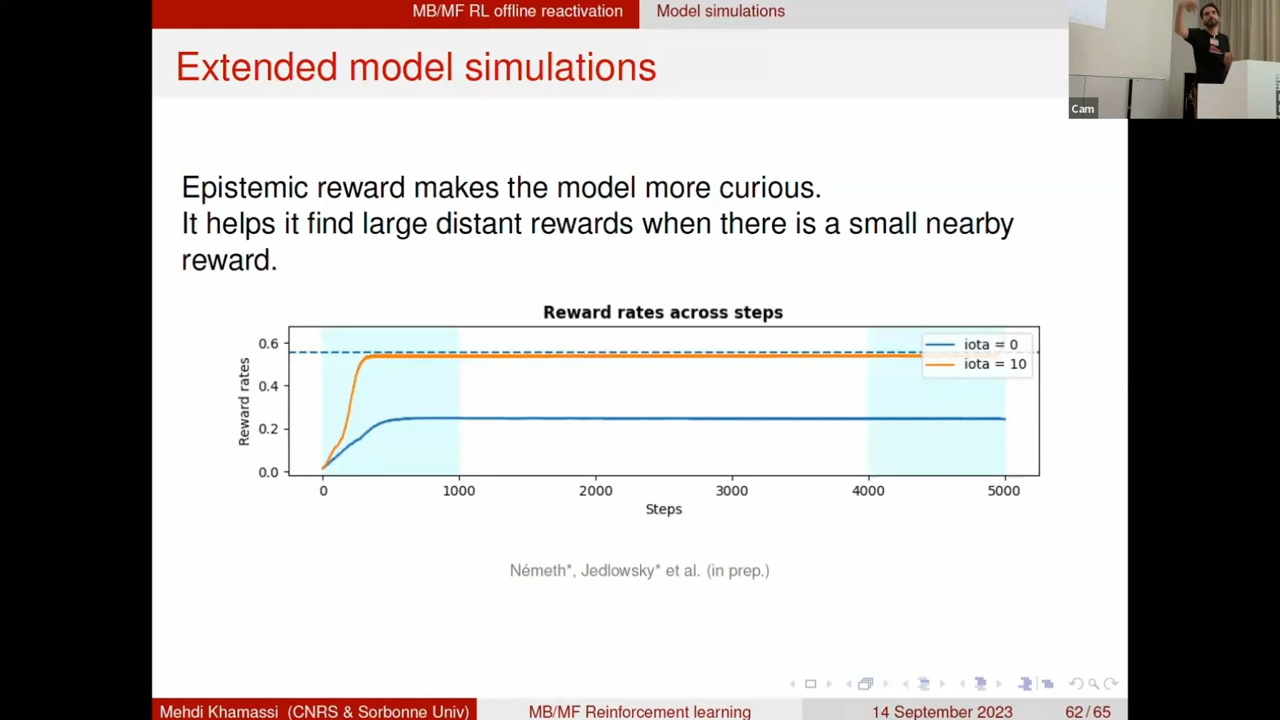 MB/MF RL offline reactivation
Model simulations
Cam
Extended model simulations
Epistemic reward makes the model more curious.
It helps it find large distant rewards when there is a small nearby
reward.
Reward rates across steps
Reward rates
0.6
0.4
0.2
0.0
iota = 0
iota = 10
0 1000 2000 3000 4000 5000
Steps
Németh*, Jedlowsky* et al. (in prep.)
Mehdi Khamassi (CNRS & Sorbonne Univ)
MB/MF Reinforcement learning
14 September 2023
62/65